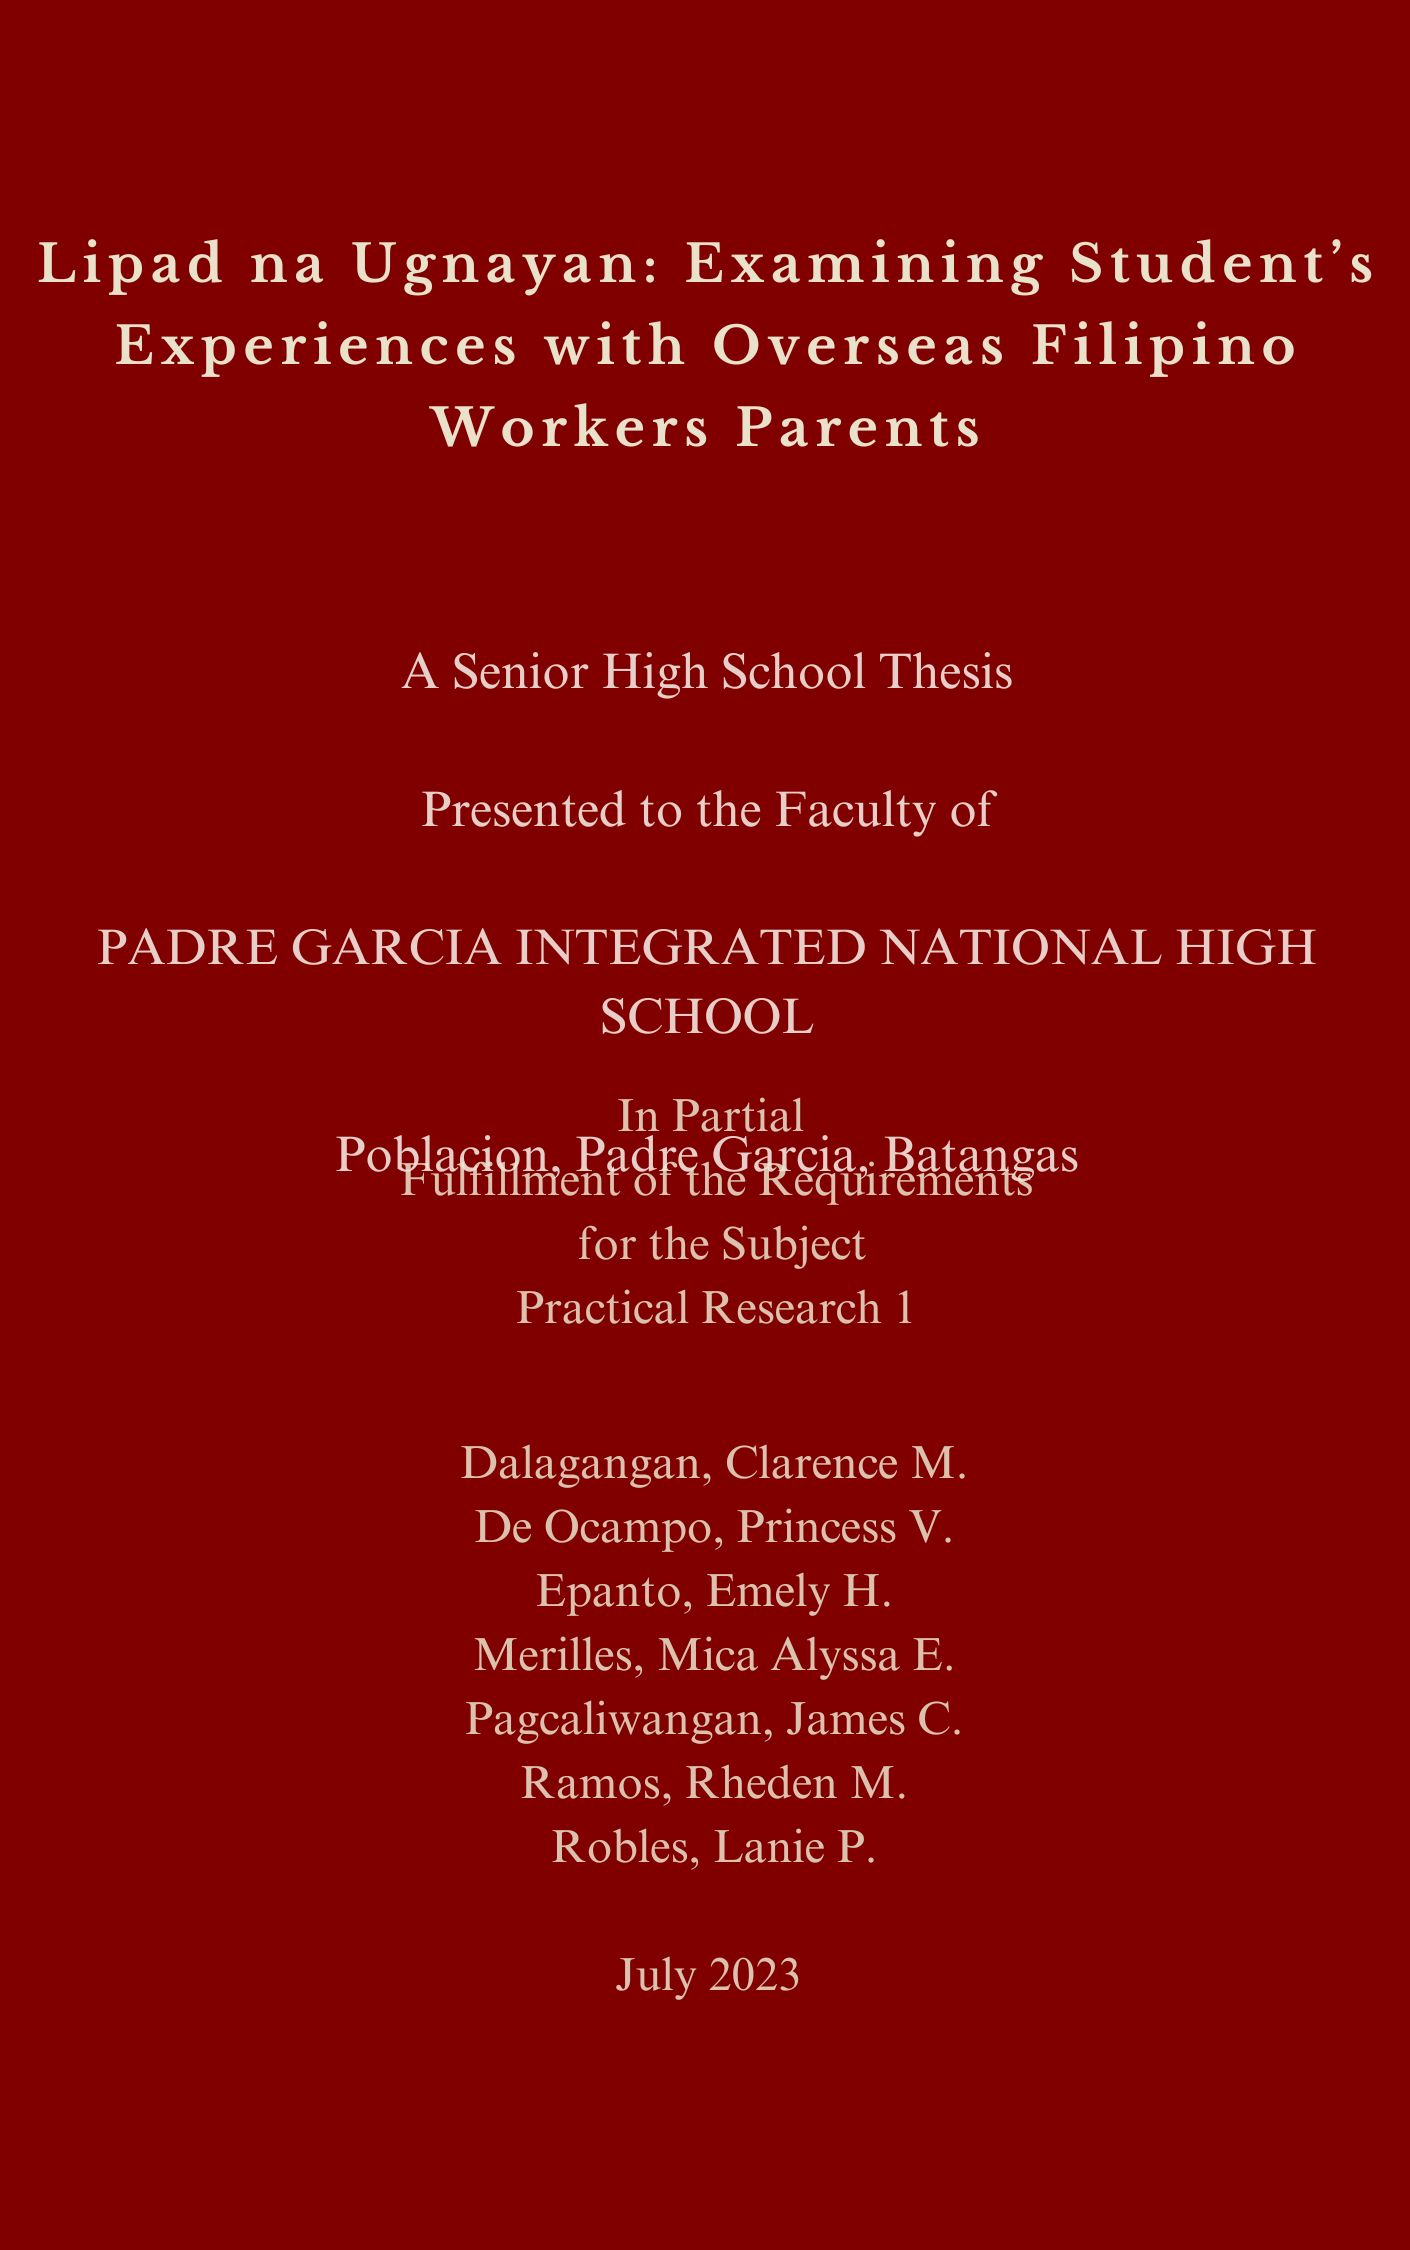 Lipad na Ugnayan: Examining Student’s
Experiences with Overseas Filipino
Workers Parents
A Senior High School Thesis
Presented to the Faculty of
PADRE GARCIA INTEGRATED NATIONAL HIGH
SCHOOL
In Partial
Poblacion, Padre Garcia, Batangas
Fulfillment of the Requirements
for the Subject
Practical Research 1
Dalagangan, Clarence M.
De Ocampo, Princess V.
Epanto, Emely H.
Merilles, Mica Alyssa E.
Pagcaliwangan, James C.
Ramos, Rheden M.
Robles, Lanie P.
July 2023